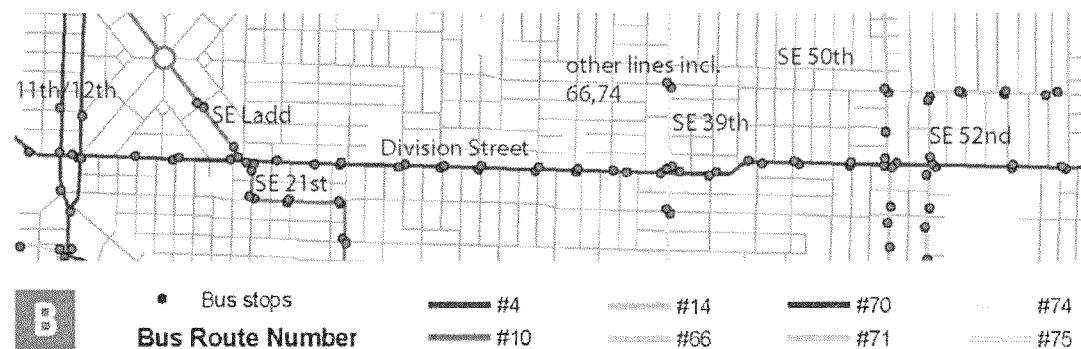 SE 50th
other lines incl.
66,74
11th/12th
SE Ladd
SE 39th
SE 52nd
Division Street
SE 21st
B
Bus stops
Bus Route Number
#4
#14
#70
#74
#10
#66
#71
#75